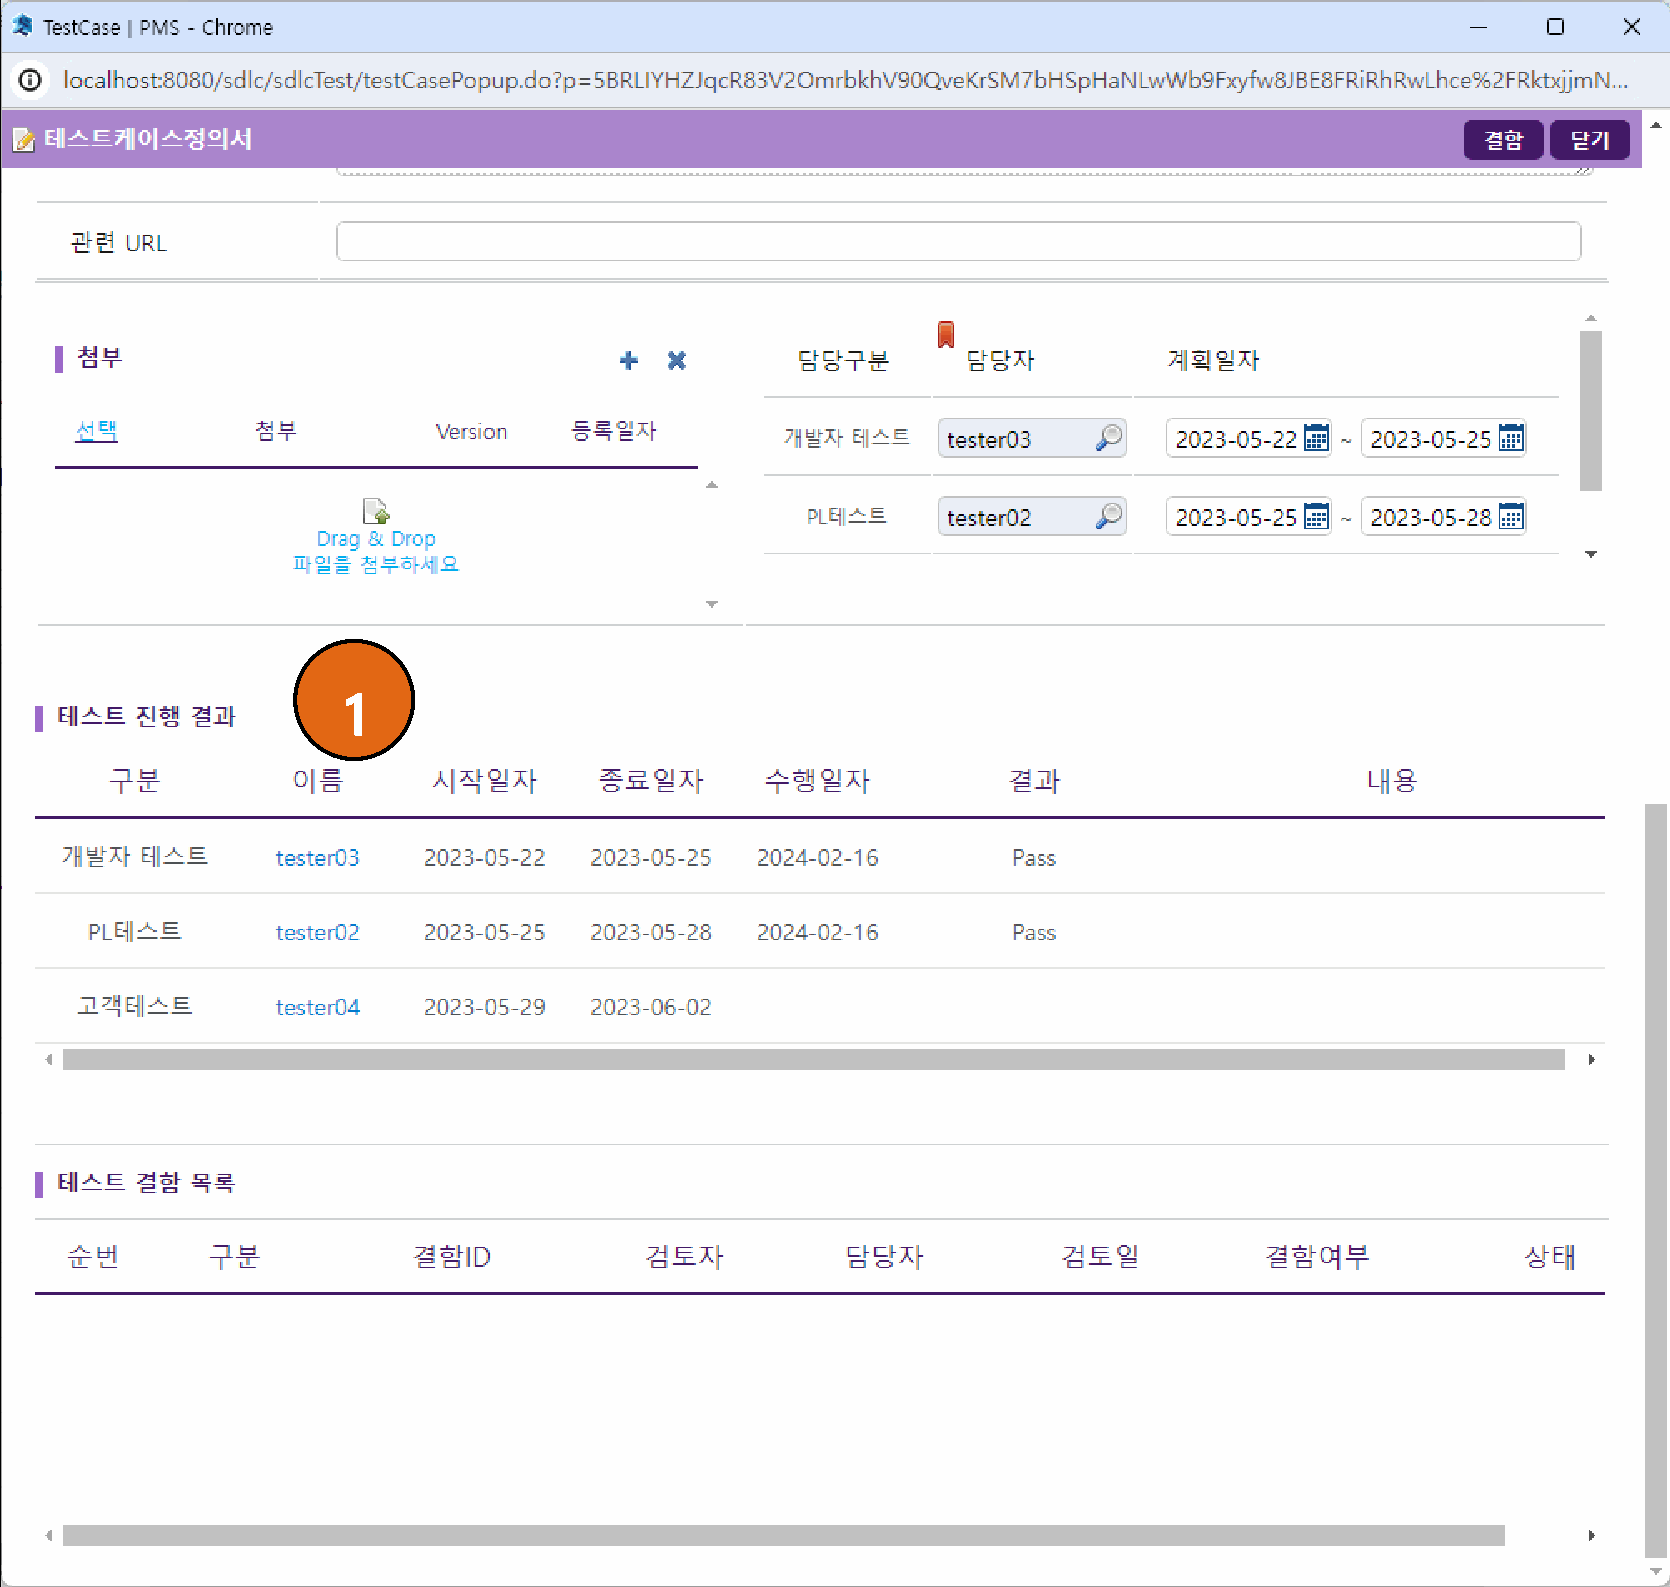 TestCase | PMS - Chrome
localhost:8080/sdlc/sdlcTest/testCasePopup.do?p=5BRLIYHZJqcR83V2OmrbkhV90QveKrSM7bHSpHaNLwWb9Fxyfw8JBE8FRiRhRwLhce%2FRktxjjmN...
테스트케이스정의서 결함 닫기
관련 URL
첨부
선택 첨부 Version 등록일자
Drag & Drop
파일을 첨부하세요
담당구분 담당자 계획일자
개발자 테스트 tester03 2023-05-22 ~ 2023-05-25
PL테스트 tester02 2023-05-25 ~ 2023-05-28
1
테스트 진행 결과
구분 이름 시작일자 종료일자 수행일자 결과 내용
개발자 테스트 tester03 2023-05-22 2023-05-25 2024-02-16 Pass
PL테스트 tester02 2023-05-25 2023-05-28 2024-02-16 Pass
고객테스트 tester04 2023-05-29 2023-06-02
테스트 결함 목록
순번 구분 결함ID 검토자 담당자 검토일 결함여부 상태